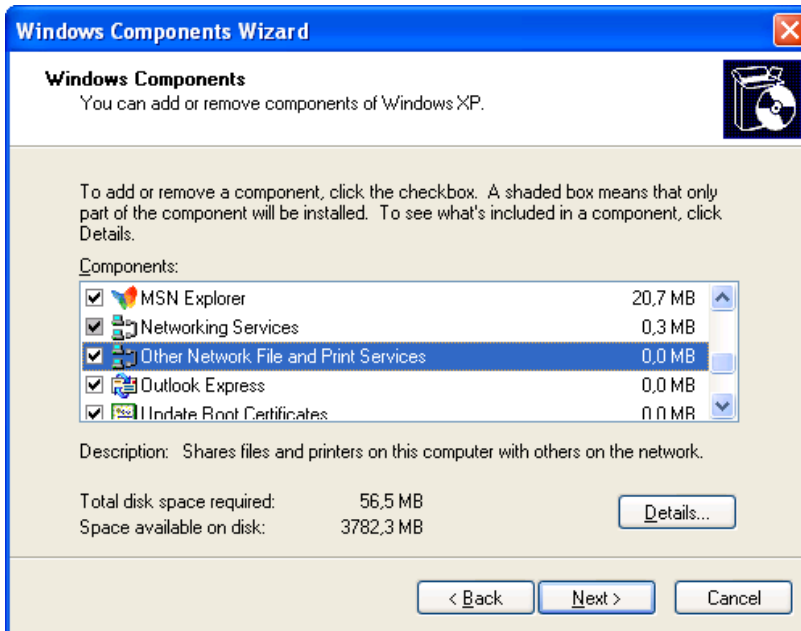 Windows Components Wizard
Windows Components
You can add or remove components of Windows XP.
To add or remove a component, click the checkbox. A shaded box means that only
part of the component will be installed. To see what's included in a component, click
Details.
Components:
MSN Explorer 20,7 MB
Networking Services 0,3 MB
Other Network File and Print Services 0,0 MB
Outlook Express 0,0 MB
Update Root Certificates 0,0 MB
Description: Shares files and printers on this computer with others on the network.
Total disk space required: 56,5 MB
Space available on disk: 3782,3 MB
Details...
< Back Next > Cancel